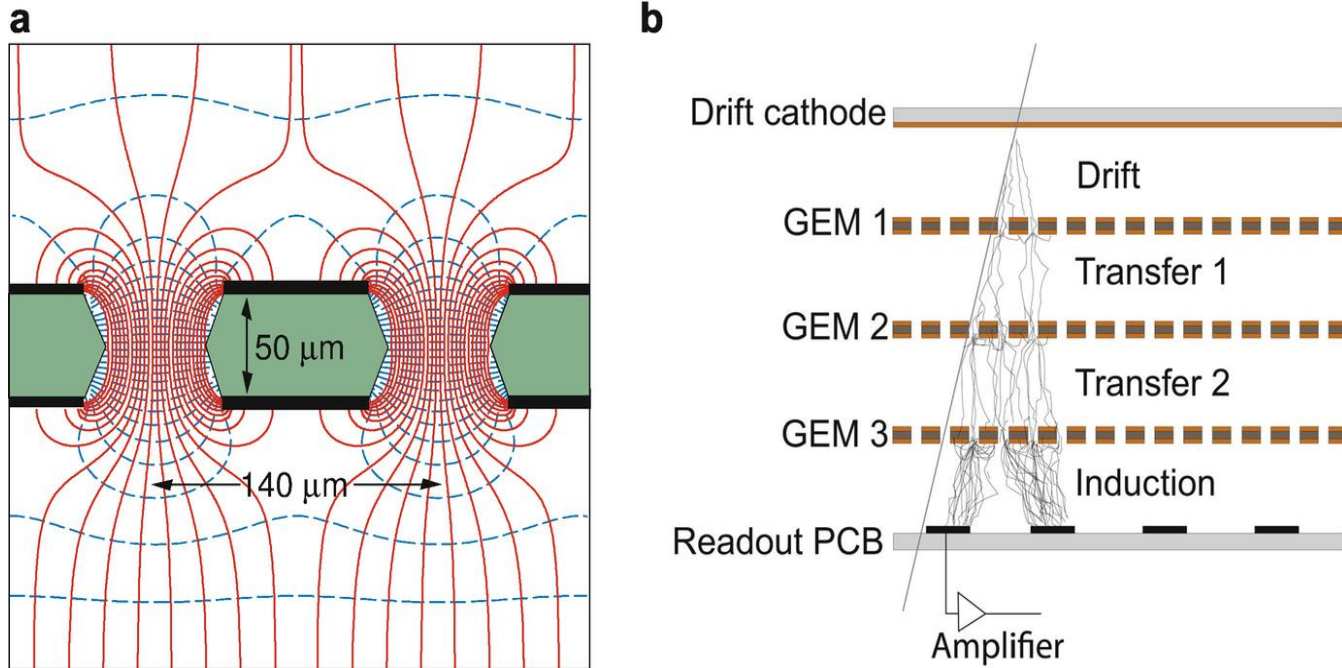 a
50 μm
140 μm
b
Drift cathode
Drift
GEM 1
Transfer 1
GEM 2
Transfer 2
GEM 3
Induction
Readout PCB
Amplifier